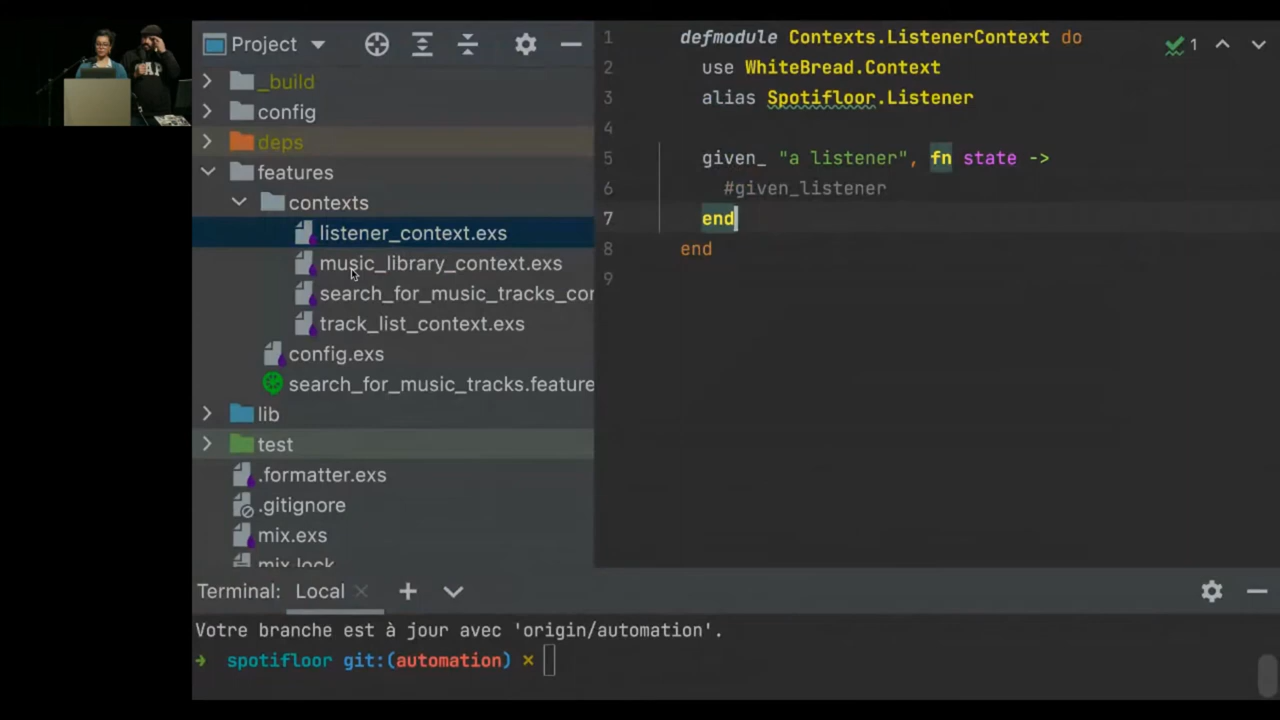 Project
_build
config
deps
features
contexts
listener_context.exs
music_library_context.exs
search_for_music_tracks_con
track_list_context.exs
config.exs
search_for_music_tracks.feature
lib
test
.formatter.exs
.gitignore
mix.exs
mix.lock
1 defmodule Contexts.ListenerContext do
2 use WhiteBread.Context
3 alias Spotifloor.Listener
4
5 given_ "a listener", fn state ->
6 #given_listener
7 end
8 end
9
1
Terminal: Local
Votre branche est à jour avec 'origin/automation'.
→ spotifloor git:(automation) ×